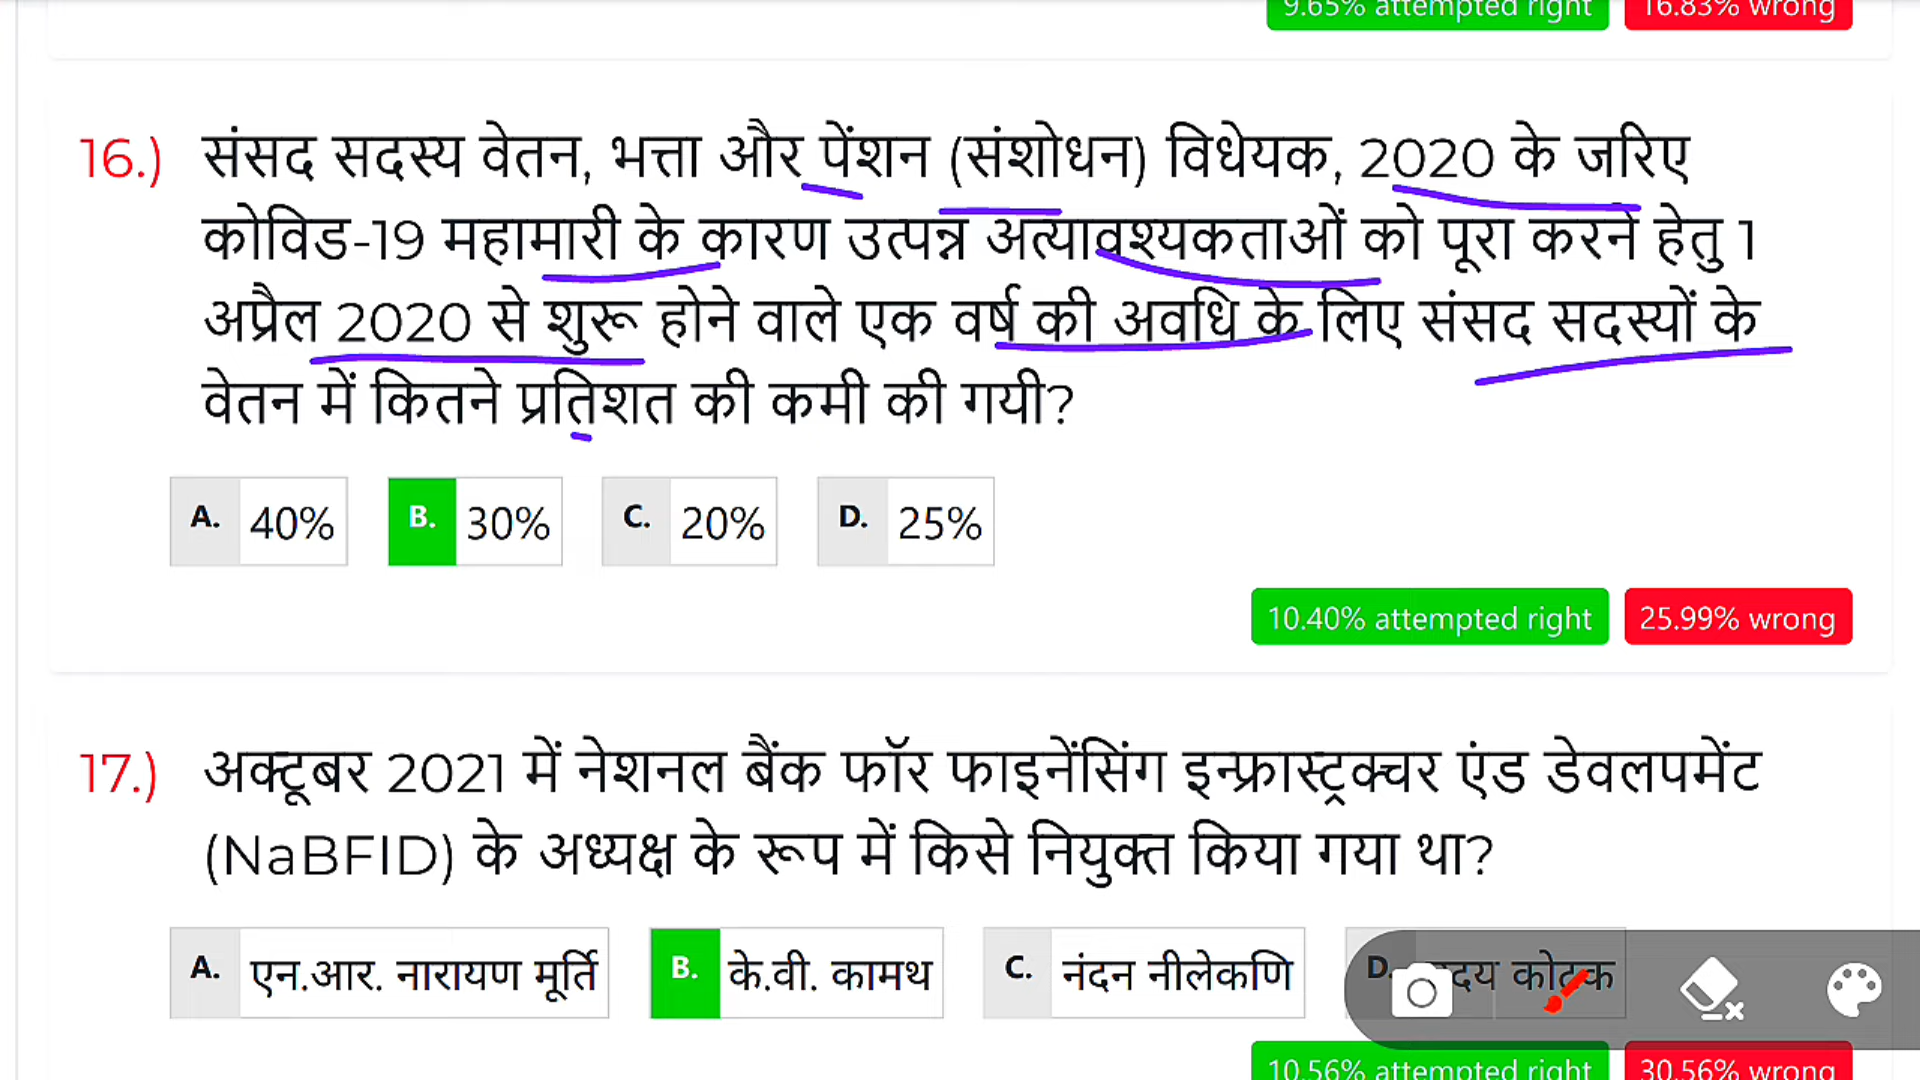 9.65% attempted right 16.83% wrong
16.) संसद सदस्य वेतन, भत्ता और पेंशन (संशोधन) विधेयक, 2020 के जरिए
कोविड-19 महामारी के कारण उत्पन्न अत्यावश्यकताओं को पूरा करने हेतु 1
अप्रैल 2020 से शुरू होने वाले एक वर्ष की अवधि के लिए संसद सदस्यों के
वेतन में कितने प्रतिशत की कमी की गयी?
A. 40% B. 30% C. 20% D. 25%
10.40% attempted right 25.99% wrong
17.) अक्टूबर 2021 में नेशनल बैंक फॉर फाइनेंसिंग इन्फ्रास्ट्रक्चर एंड डेवलपमेंट
(NaBFID) के अध्यक्ष के रूप में किसे नियुक्त किया गया था?
A. एन.आर. नारायण मूर्ति B. के.वी. कामथ C. नंदन नीलेकणि D. कोटक
10.56% attempted right 30.56% wrong